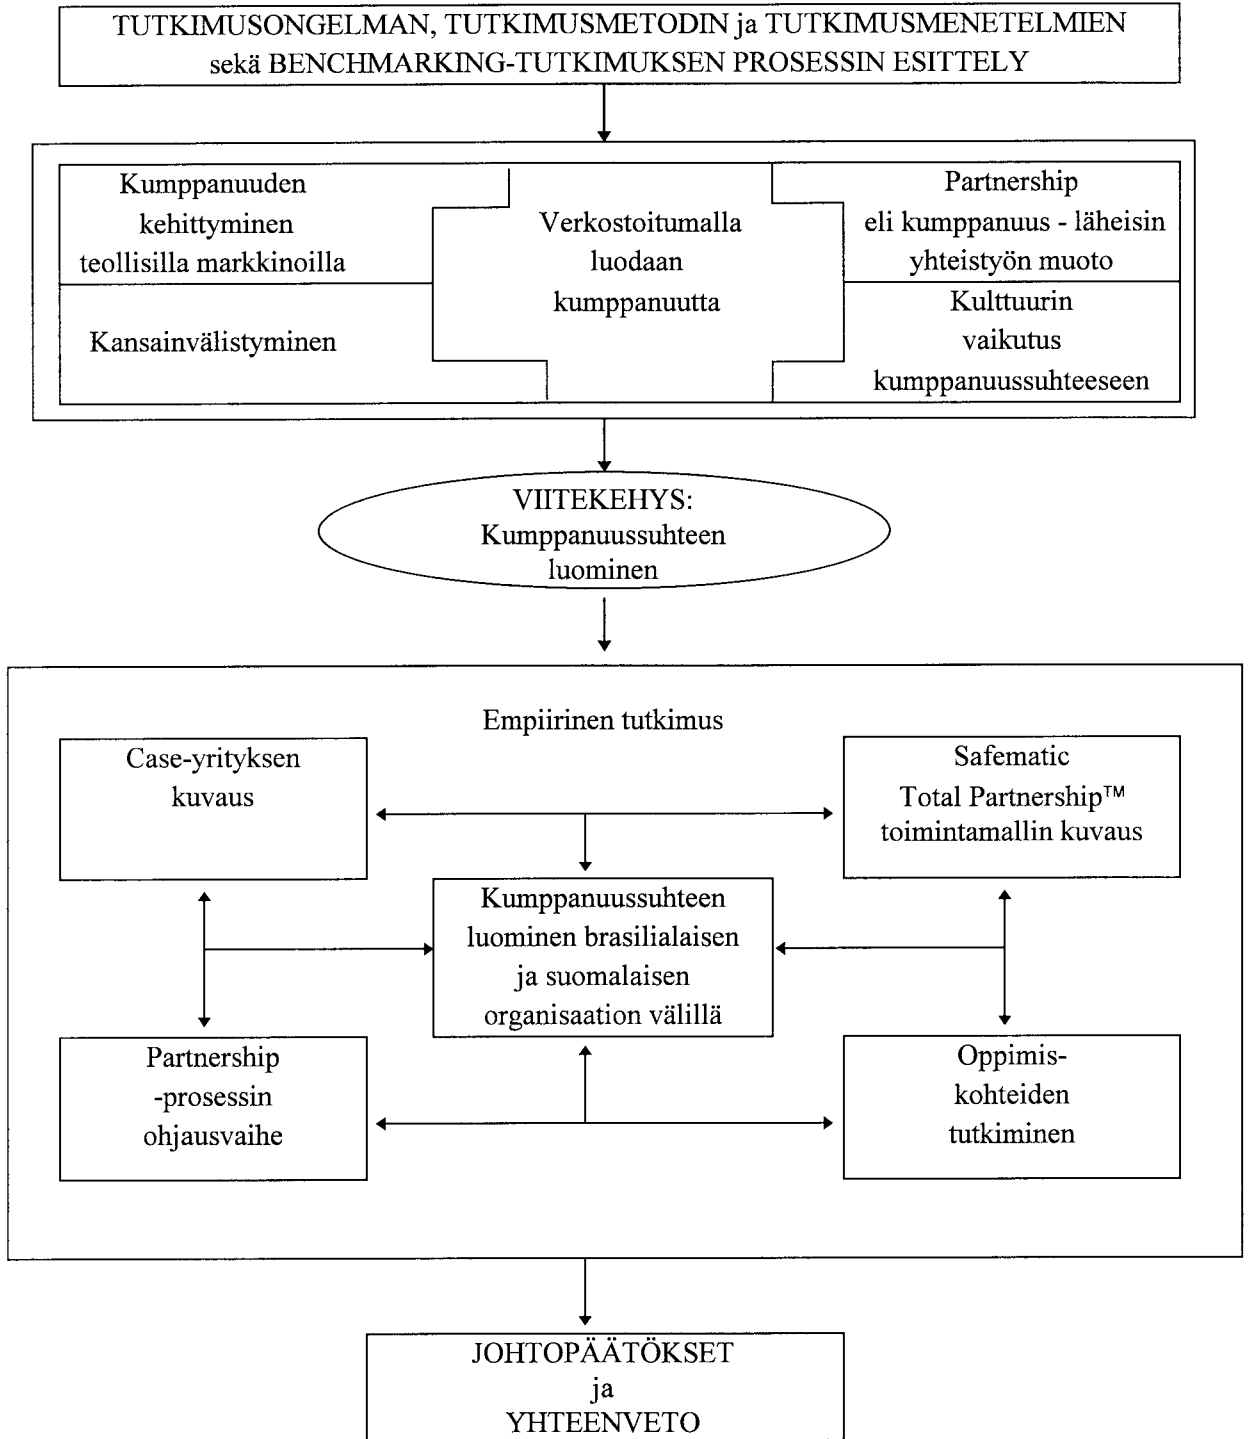 TUTKIMUSONGELMAN, TUTKIMUSMETODIN ja TUTKIMUSMENETELMIEN
sekä BENCHMARKING-TUTKIMUKSEN PROSESSIN ESITTELY
Kumppanuuden
kehittyminen
teollisilla markkinoilla
Kansainvälistyminen
Verkostoitumalla
luodaan
kumppanuutta
Partnership
eli kumppanuus - läheisin
yhteistyön muoto
Kulttuurin
vaikutus
kumppanuussuhteeseen
VIITEKEHYS:
Kumppanuussuhteen
luominen
Empiirinen tutkimus
Case-yrityksen
kuvaus
Safematic
Total Partnership™
toimintamallin kuvaus
Kumppanuussuhteen
luominen brasilialaisen
ja suomalaisen
organisaation välillä
Partnership
-prosessin
ohjausvaihe
Oppimis-
kohteiden
tutkiminen
JOHTOPÄÄTÖKSET
ja
YHTEENVETO